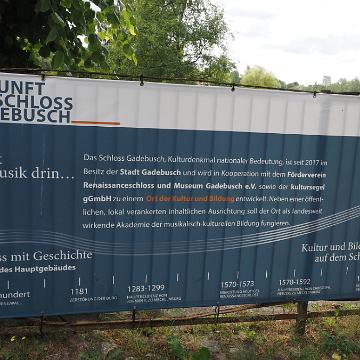 UNFT
SCHLOSS
DEBUSCH
usik drin...
Das Schloss Gadebusch, Kulturdenkmal nationaler Bedeutung, ist seit 2017 im
Besitz der Stadt Gadebusch und wird in Kooperation mit dem Förderverein
Renaissanceschloss und Museum Gadebusch e.V. sowie der kultursegel
gGmbH zu einem Ort der Kultur und Bildung entwickelt. Neben einer öffent-
lichen, lokal verankerten inhaltlichen Ausrichtung soll der Ort als landesweit
wirkende Akademie der musikalisch-kulturellen Bildung fungieren.
ss mit Geschichte
des Hauptgebäudes
Kultur und Bild
auf dem Sch
hundert
1181
1283-1299
1570-1573
1570-1592